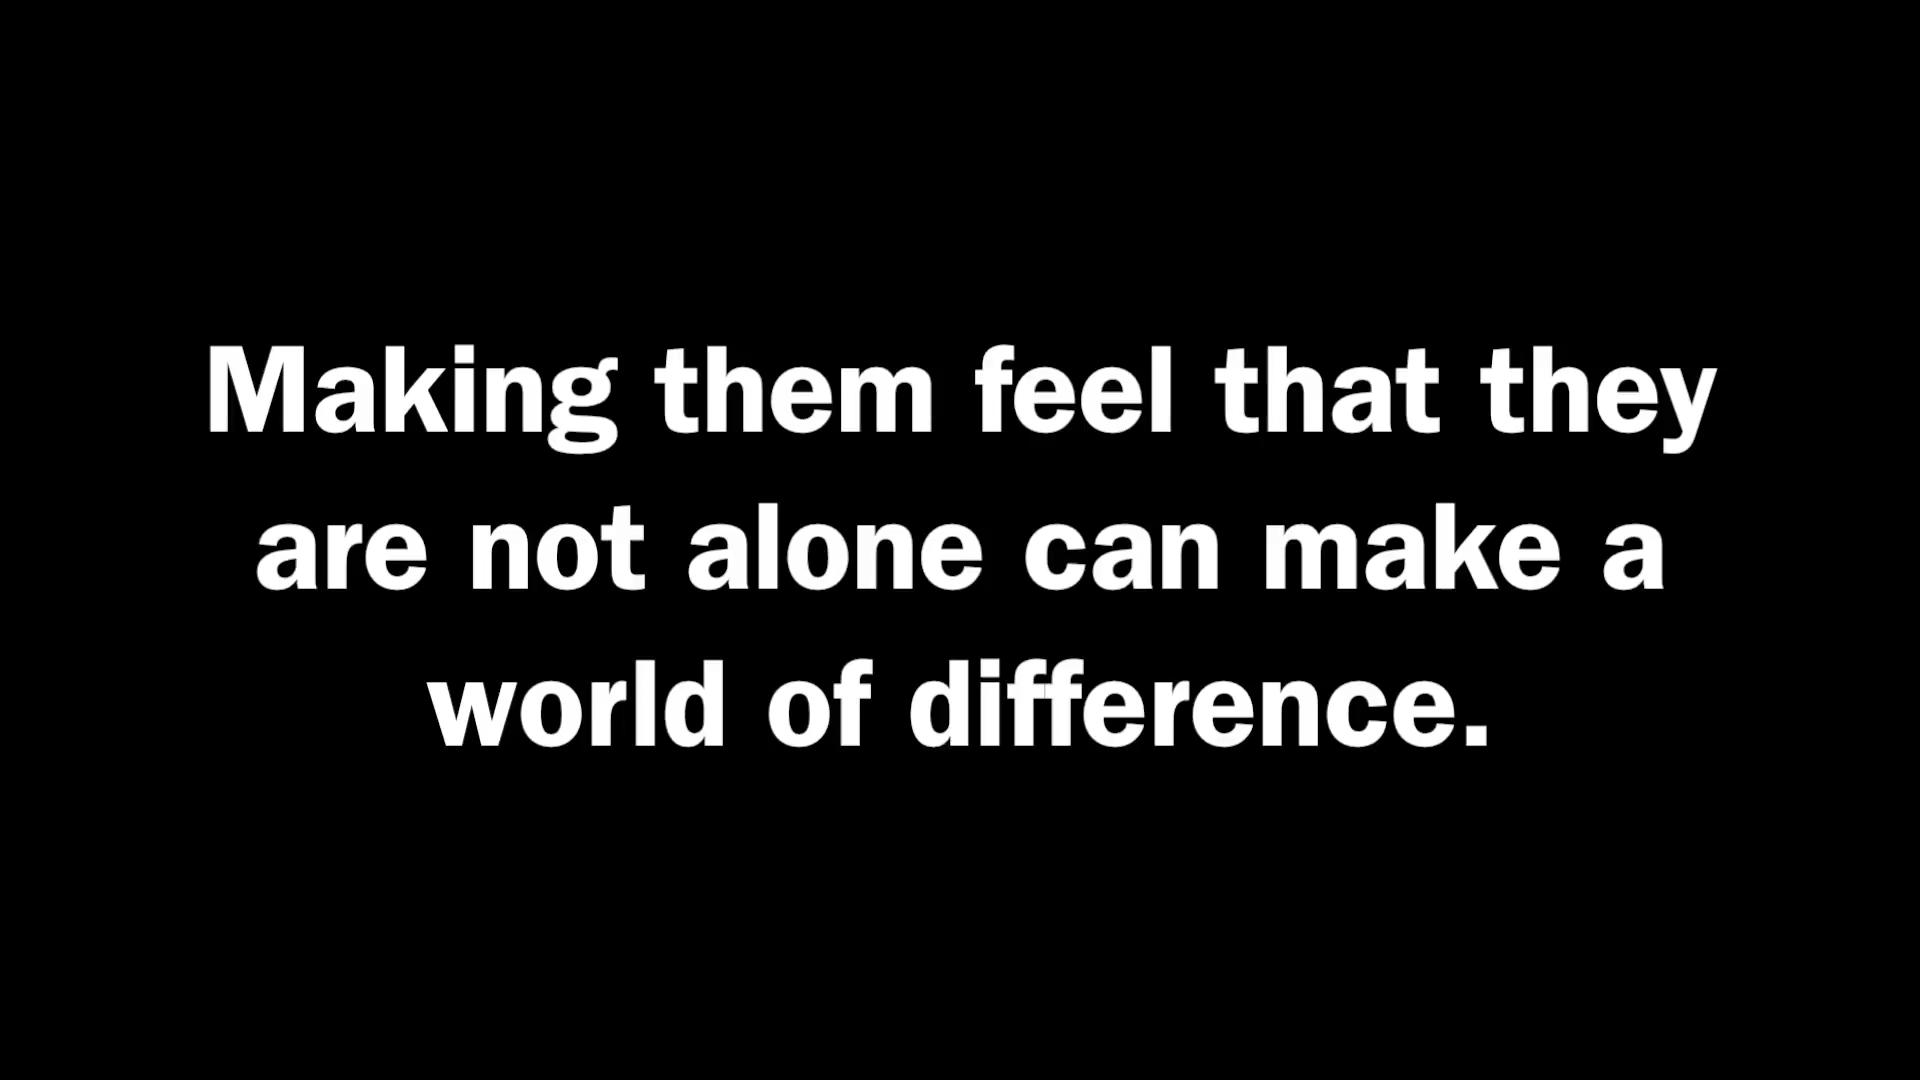 Making them feel that they
are not alone can make a
world of difference.